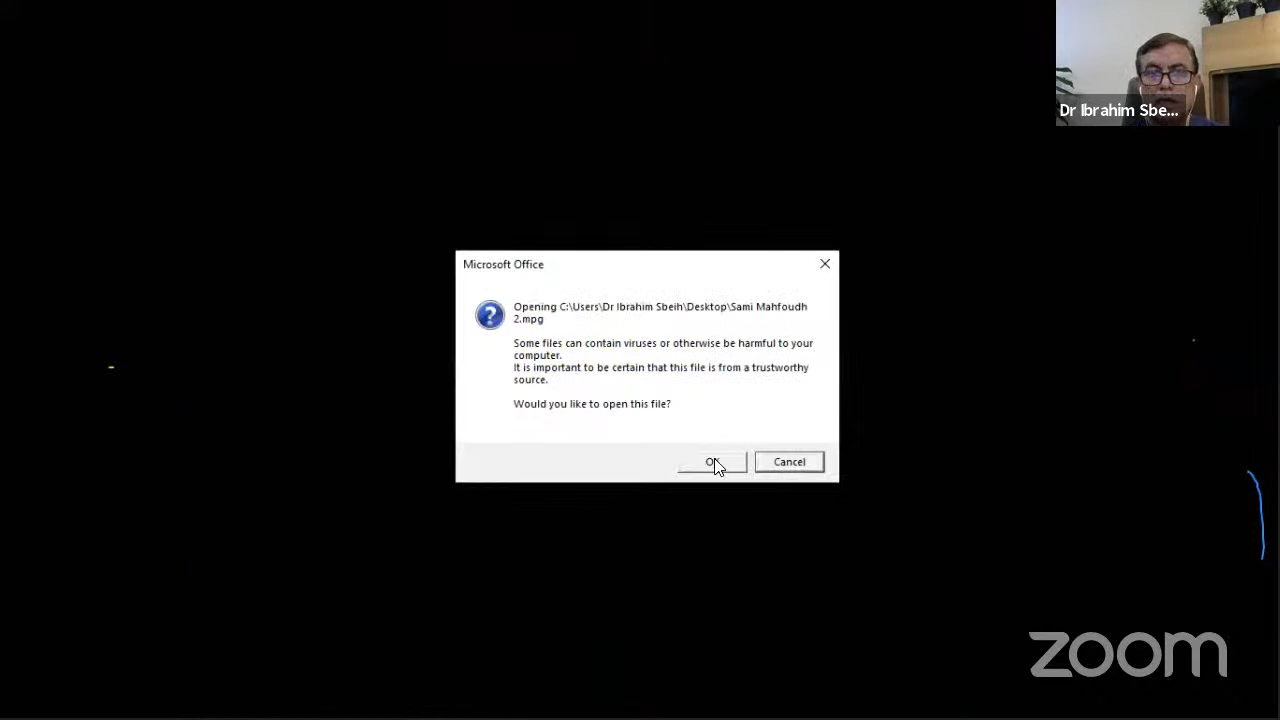 Dr Ibrahim Sbe...
Microsoft Office
Opening C:\Users\Dr Ibrahim Sbeih\Desktop\Sami Mahfoudh
2.mpg
Some files can contain viruses or otherwise be harmful to your
computer.
It is important to be certain that this file is from a trustworthy
source.
Would you like to open this file?
OK
Cancel
zoom